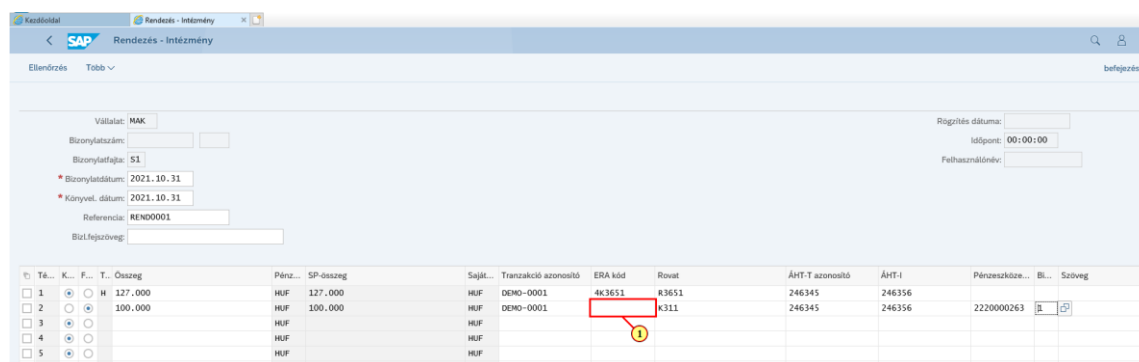 Kezdőoldal Rendezés - Intézmény
SAP Rendezés - Intézmény
Ellenőrzés Több befejezés
Vállalat: MAK Rögzítés dátuma:
Bizonylatszám: Időpont: 00:00:00
Bizonylatfajta: S1 Felhasználónév:
* Bizonylatdátum: 2021.10.31
* Könyvel. dátum: 2021.10.31
Referencia: REND0001
Bizl.fejszöveg:
Té... K... F... T... Összeg Pénz... SP-összeg Saját... Tranzakció azonosító ERA kód Rovat ÁHT-T azonosító ÁHT-I Pénzeszköze... Bi... Szöveg
1 H 127.000 HUF 127.000 HUF DEMO-0001 4K3651 R3651 246345 246356
2 100.000 HUF 100.000 HUF DEMO-0001 K311 246345 246356 2220000263 1
3 HUF HUF
1
4 HUF HUF
5 HUF HUF